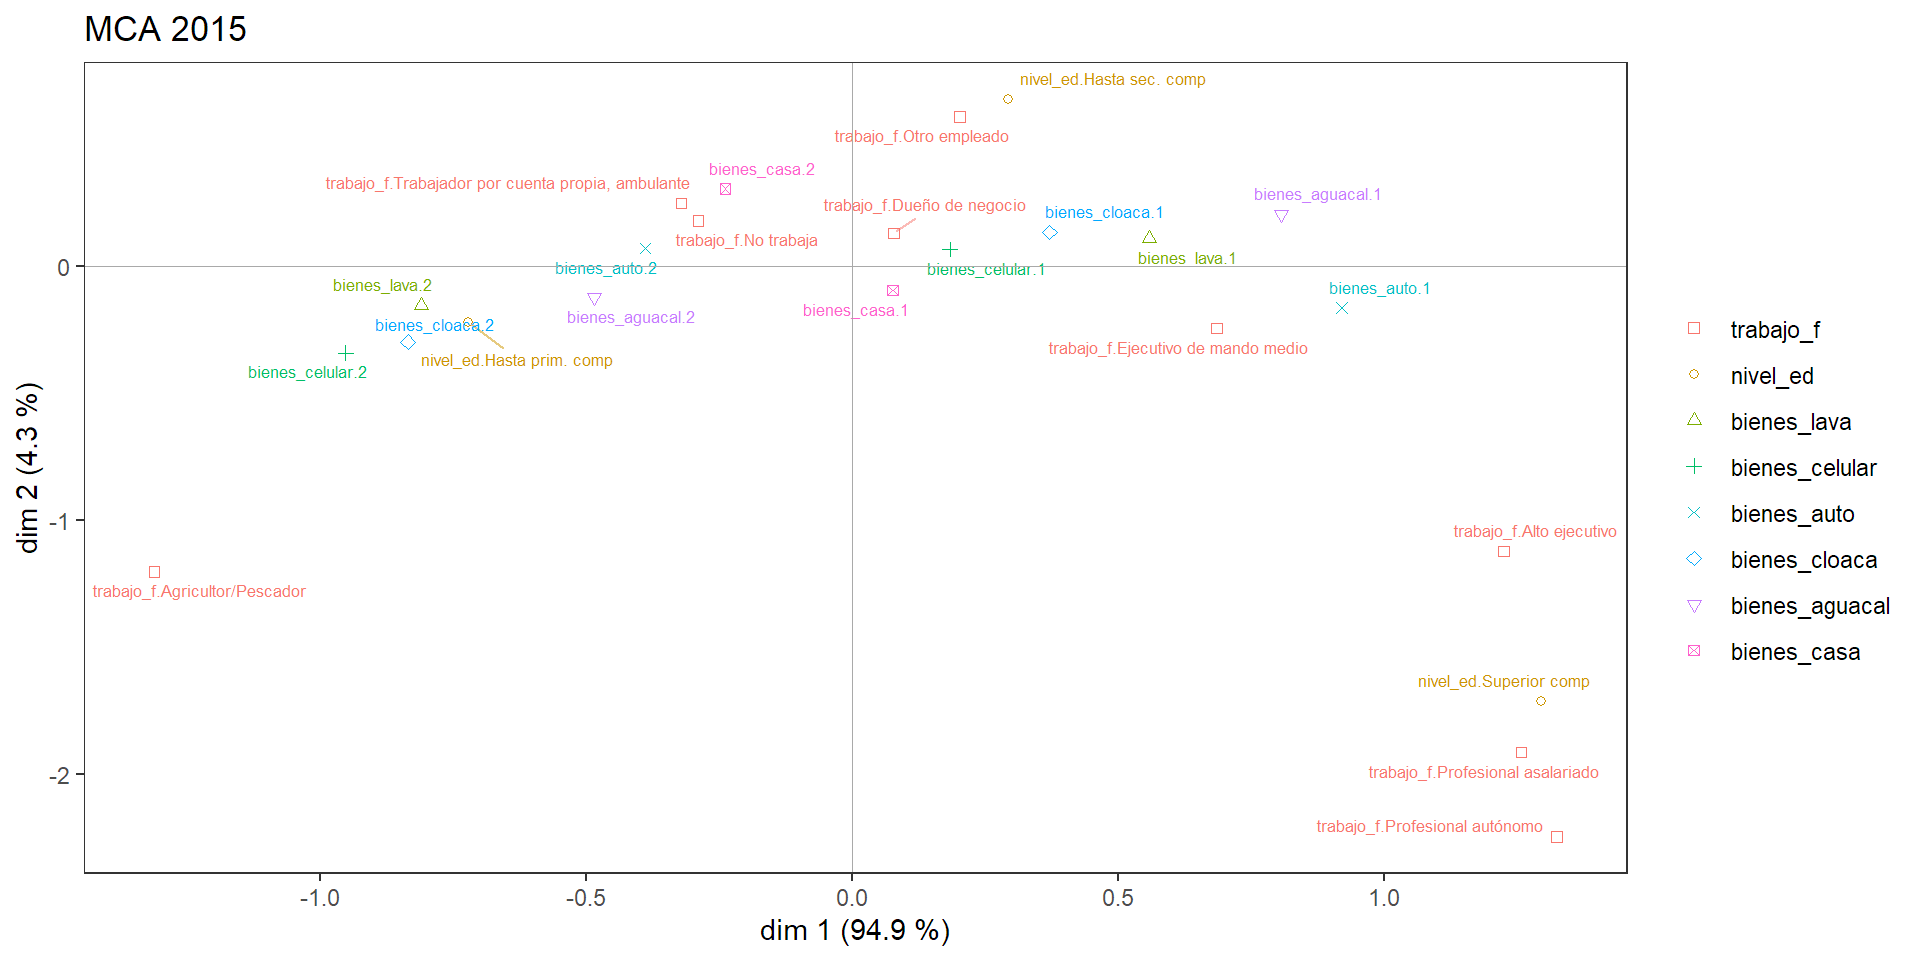 MCA 2015
nivel_ed.Hasta sec. comp
trabajo_f.Otro empleado
bienes_casa.2
trabajo_f.Trabajador por cuenta propia, ambulante
bienes_aguacal.1
trabajo_f.Dueño de negocio
bienes_cloaca.1
trabajo_f.No trabaja
bienes_lava.1
bienes_auto.2
bienes_celular.1
0
bienes_lava.2
bienes_auto.1
bienes_casa.1
bienes_aguacal.2
bienes_cloaca.2
trabajo_f.Ejecutivo de mando medio
nivel_ed.Hasta prim. comp
bienes_celular.2
-1
trabajo_f.Alto ejecutivo
trabajo_f.Agricultor/Pescador
nivel_ed.Superior comp
-2
trabajo_f.Profesional asalariado
trabajo_f.Profesional autónomo
-1.0
-0.5
0.0
0.5
1.0
dim 1 (94.9 %)
dim 2 (4.3 %)
trabajo_f
nivel_ed
bienes_lava
bienes_celular
bienes_auto
bienes_cloaca
bienes_aguacal
bienes_casa